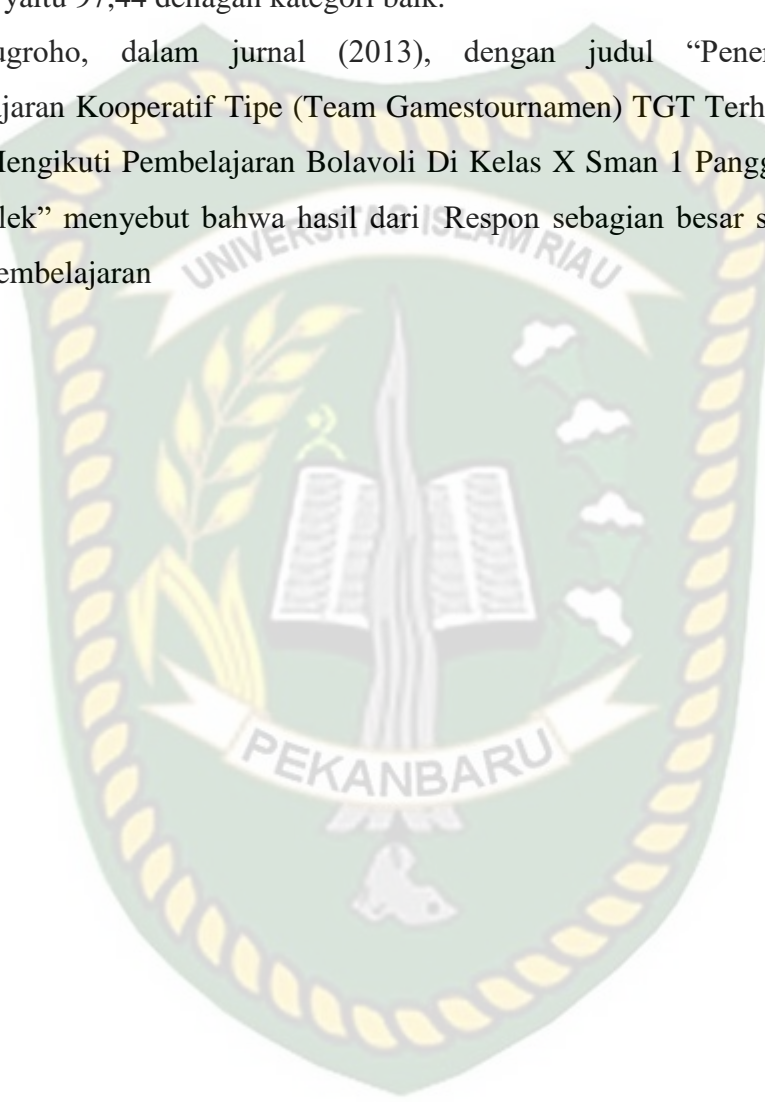 yaitu 97,44 denagan kategori baik.
ugroho, dalam jurnal (2013), dengan judul “Pener
jaran Kooperatif Tipe (Team Gamestournamen) TGT Terh
Mengikuti Pembelajaran Bolavoli Di Kelas X Sman 1 Pangg
lek” menyebut bahwa hasil dari Respon sebagian besar s
embelajaran
UNIVERSITAS ISLAM RIAU
PEKANBARU